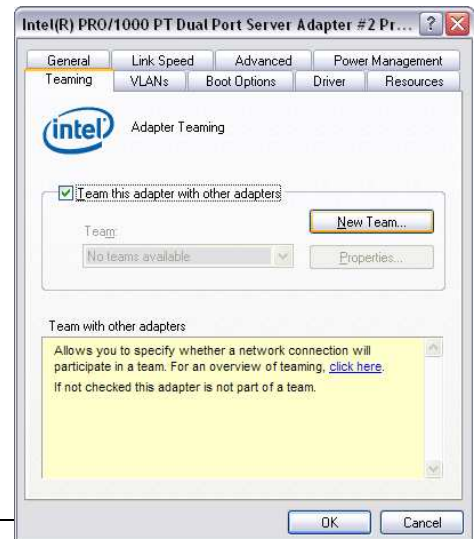 Intel(R) PRO/1000 PT Dual Port Server Adapter #2 Pr...
General Link Speed Advanced Power Management
Teaming VLANs Boot Options Driver Resources
intel
Adapter Teaming
Team this adapter with other adapters
New Team...
Team:
No teams available
Properties...
Team with other adapters
Allows you to specify whether a network connection will
participate in a team. For an overview of teaming, click here.
If not checked this adapter is not part of a team.
OK Cancel